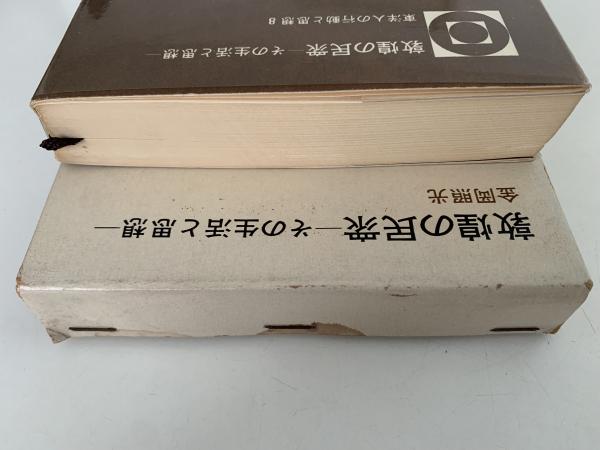 東洋人の行動と思想 8
敦煌の民衆―その生活と思想―
敦煌の民衆―その生活と思想―
金岡照光